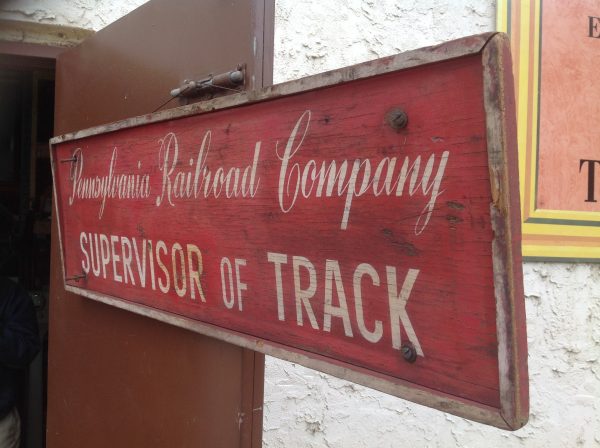 Pennsylvania Railroad Company
SUPERVISOR OF TRACK
E
T